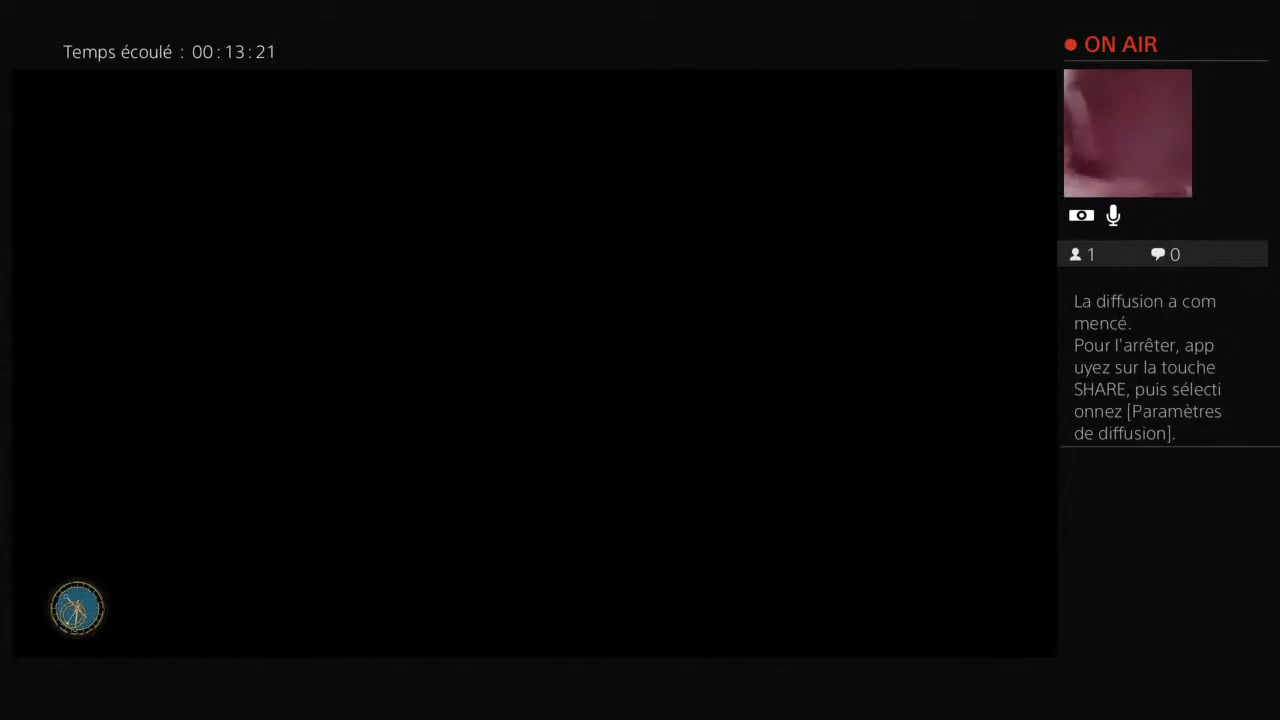 Temps écoulé : 00:13:21
ON AIR
1
0
La diffusion a com
mencé.
Pour l'arrêter, app
uyez sur la touche
SHARE, puis sélecti
onnez [Paramètres
de diffusion].